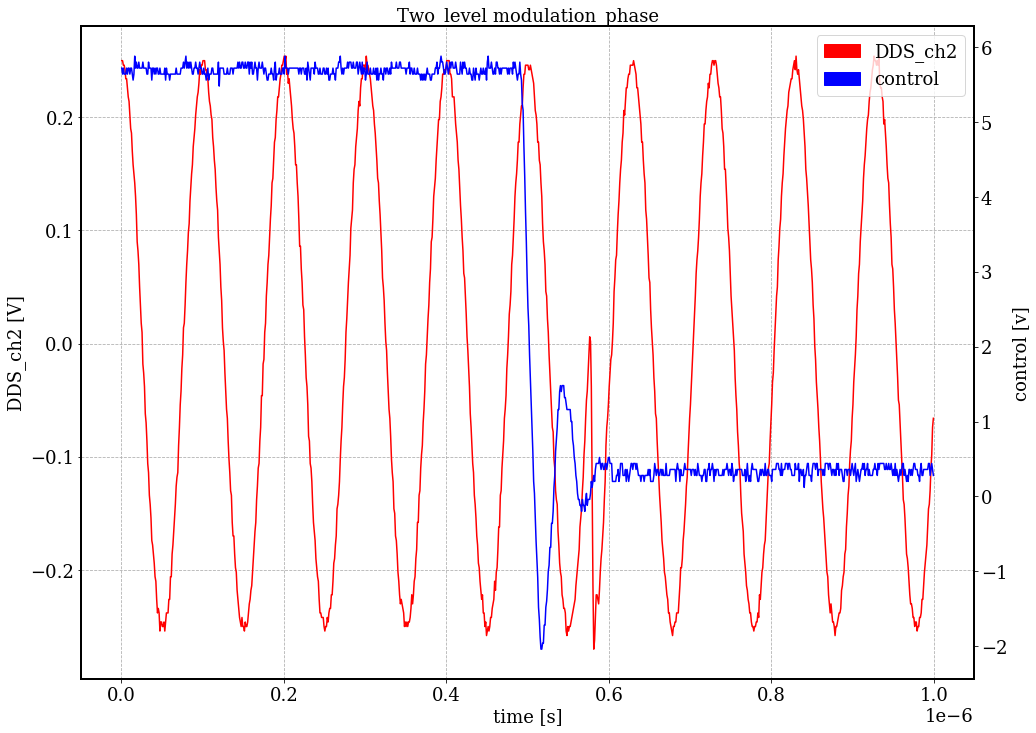 Two_level modulation_phase
DDS_ch2
control
0.2
0.1
0.0
−0.1
−0.2
DDS_ch2 [V]
6
5
4
3
2
1
0
−1
−2
control [v]
0.0 0.2 0.4 0.6 0.8 1.0
1e−6
time [s]